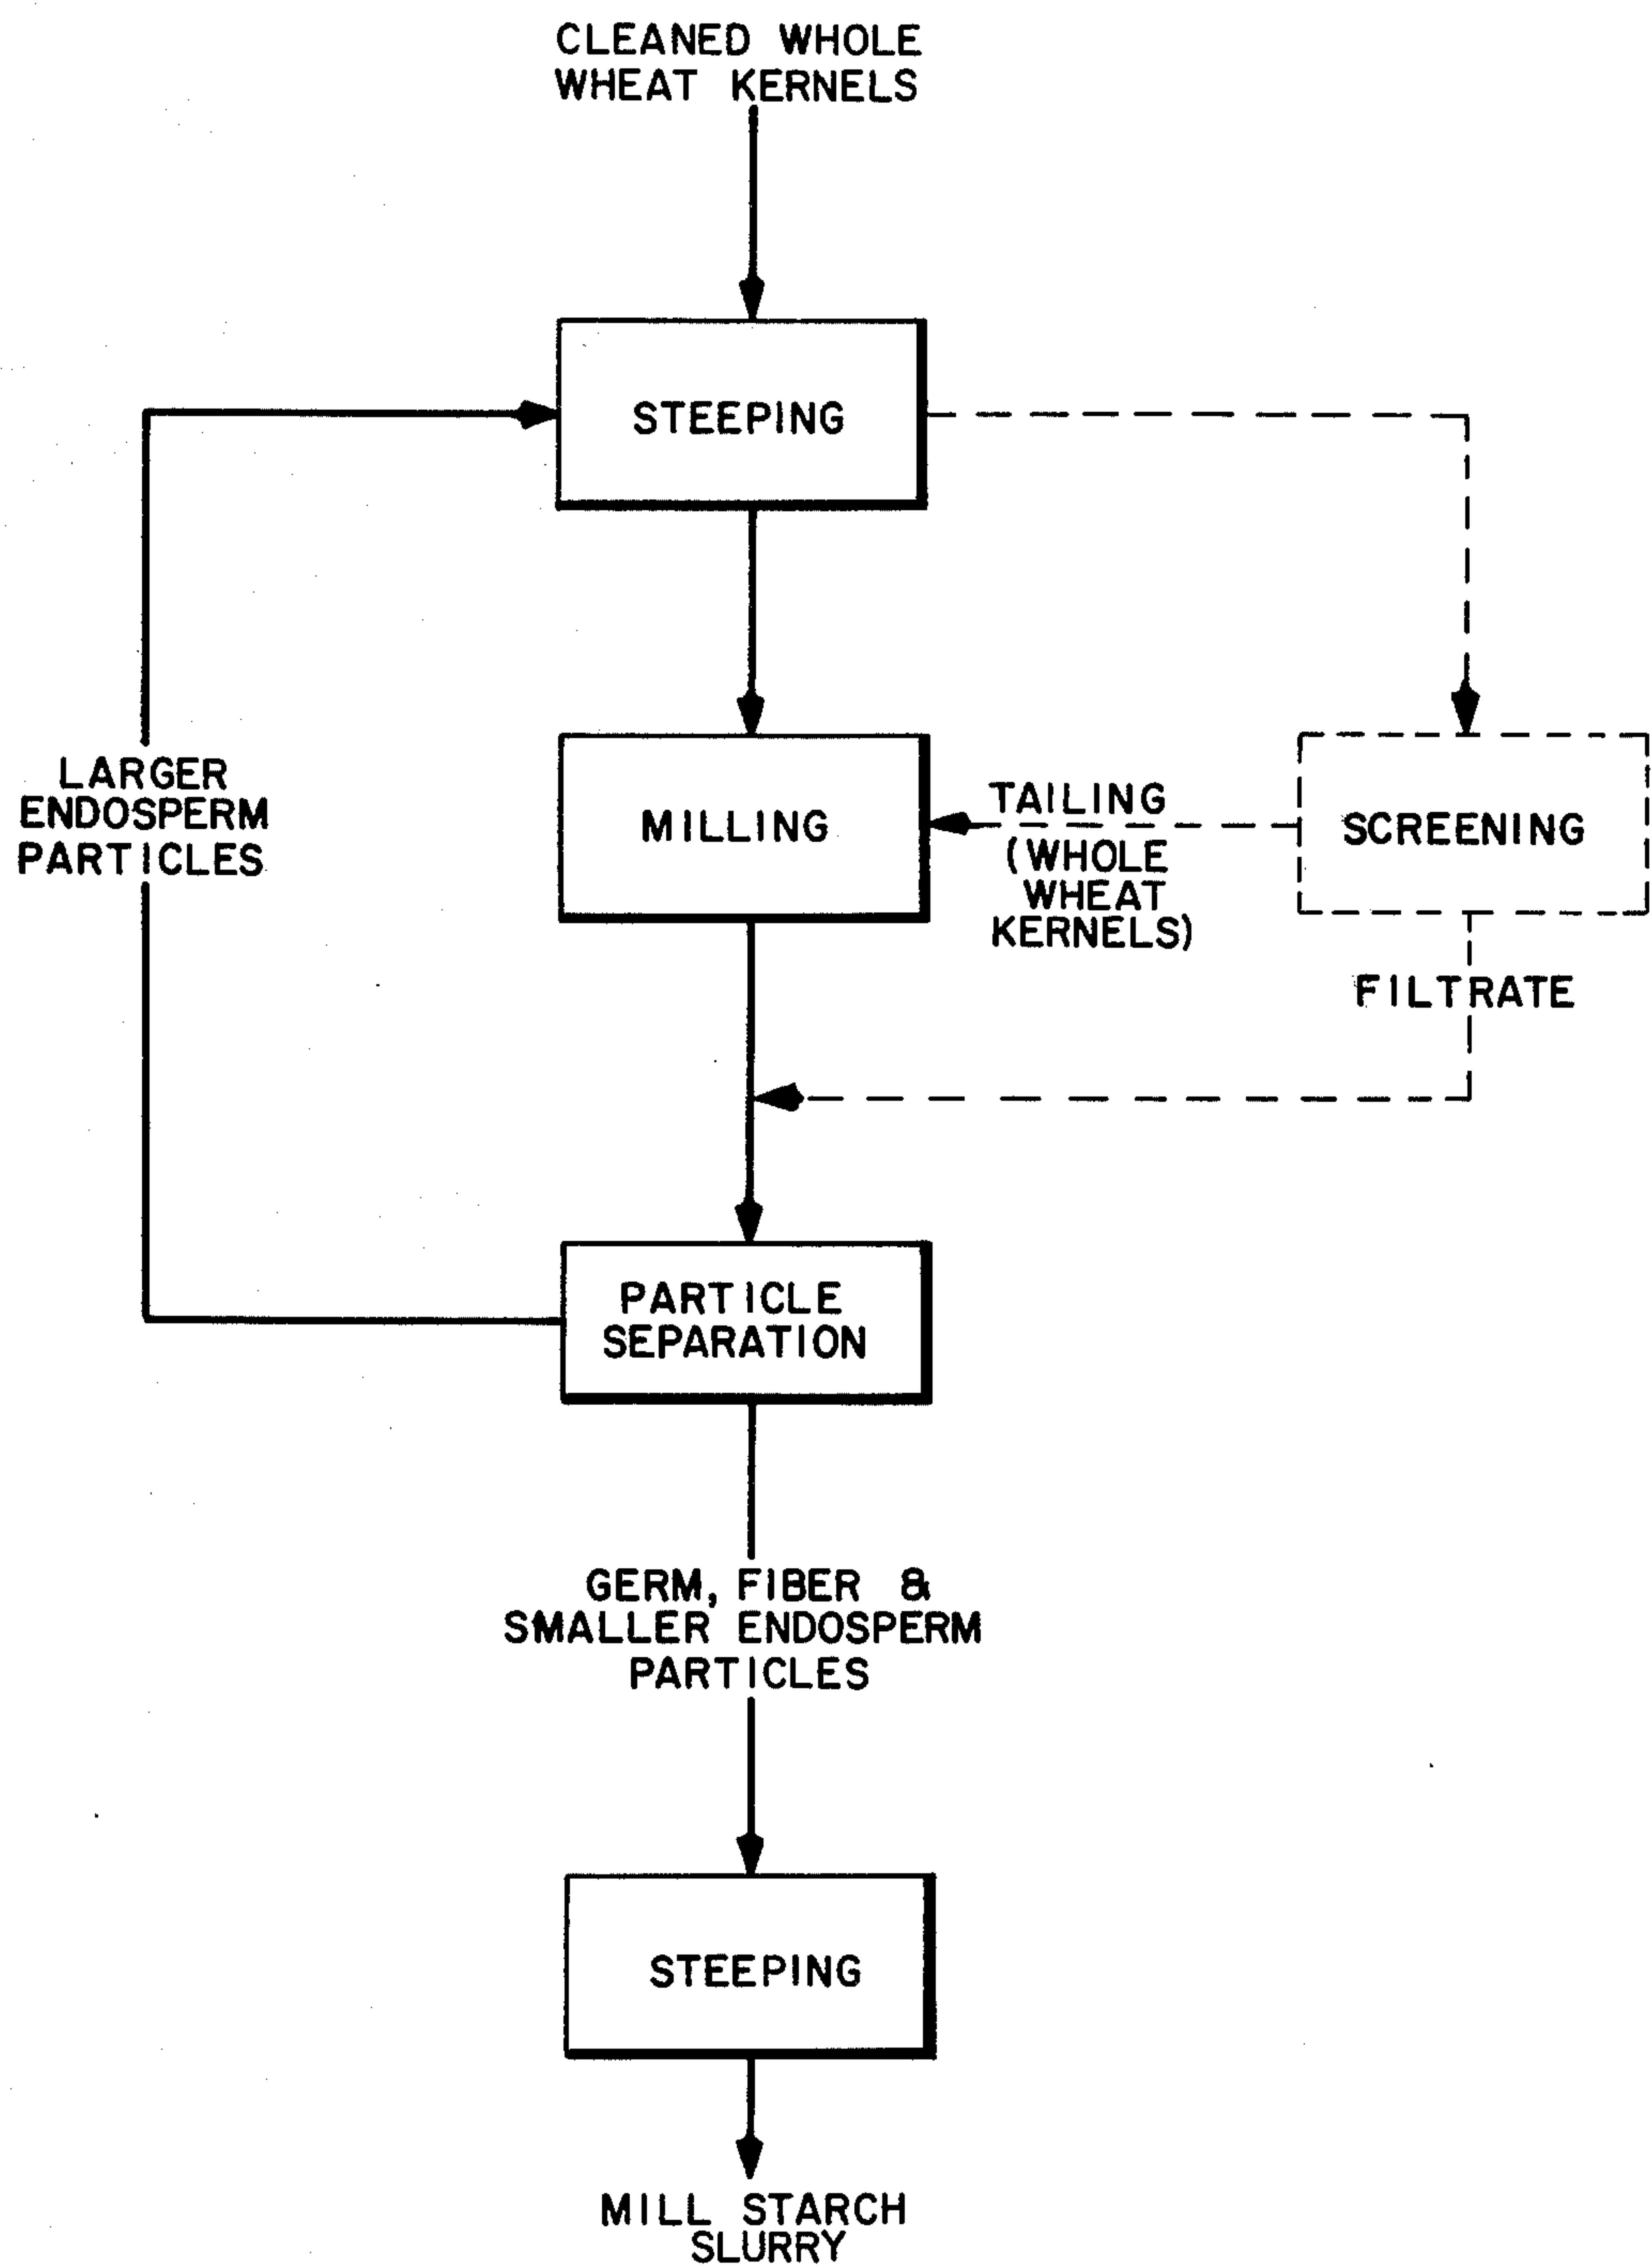 CLEANED WHOLE
WHEAT KERNELS
STEEPING
LARGER
ENDOSPERM
PARTICLES
MILLING
TAILING
(WHOLE
WHEAT
KERNELS)
SCREENING
FILTRATE
PARTICLE
SEPARATION
GERM, FIBER &
SMALLER ENDOSPERM
PARTICLES
STEEPING
MILL STARCH
SLURRY